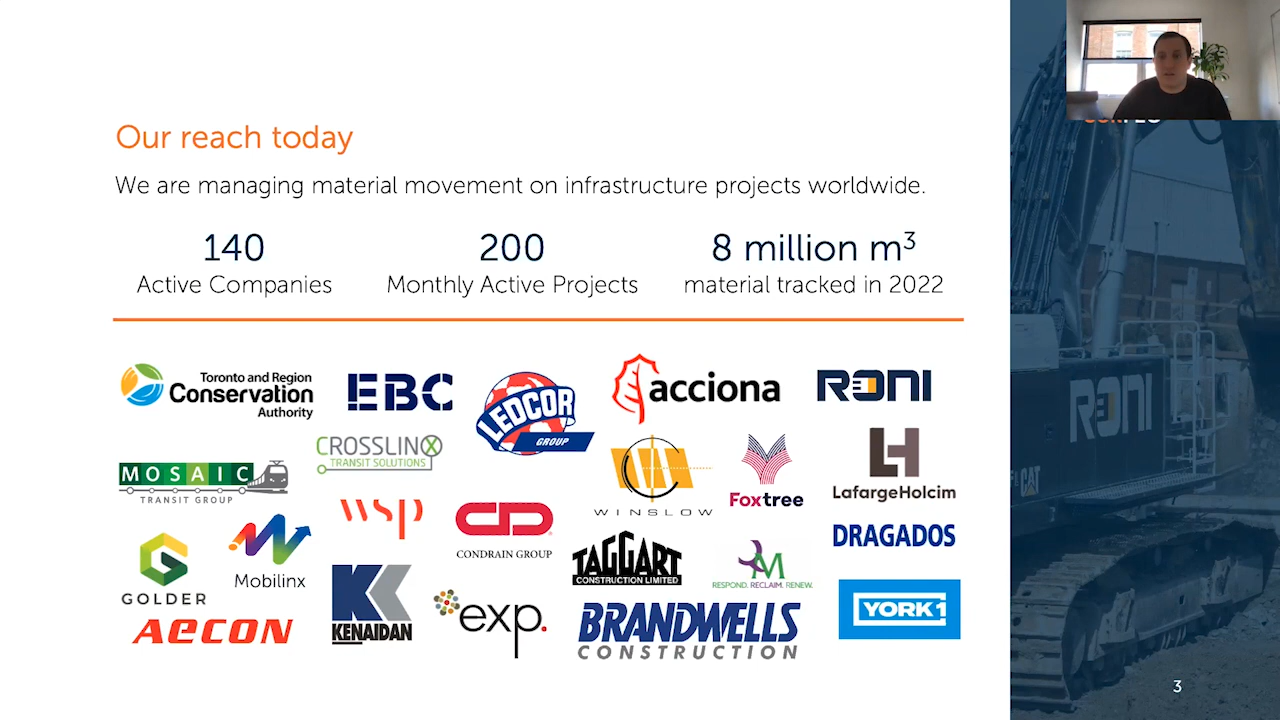 Our reach today
We are managing material movement on infrastructure projects worldwide.
140
Active Companies
200
Monthly Active Projects
8 million m³
material tracked in 2022
Toronto and Region
Conservation
Authority
EBC
LEDCOR
GROUP
acciona
RONI
CROSSLINX
TRANSIT SOLUTIONS
MOSAIC
TRANSIT GROUP
WINSLOW
Foxtree
LafargeHolcim
wsp
CD
CONDRAIN GROUP
DRAGADOS
GOLDER
Mobilinx
TAGGART
CONSTRUCTION LIMITED
RM
RESPOND. RECLAIM. RENEW.
KENAIDAN
exp.
BRANDWELLS
CONSTRUCTION
YORK1
AECON
RONI
CAT
3